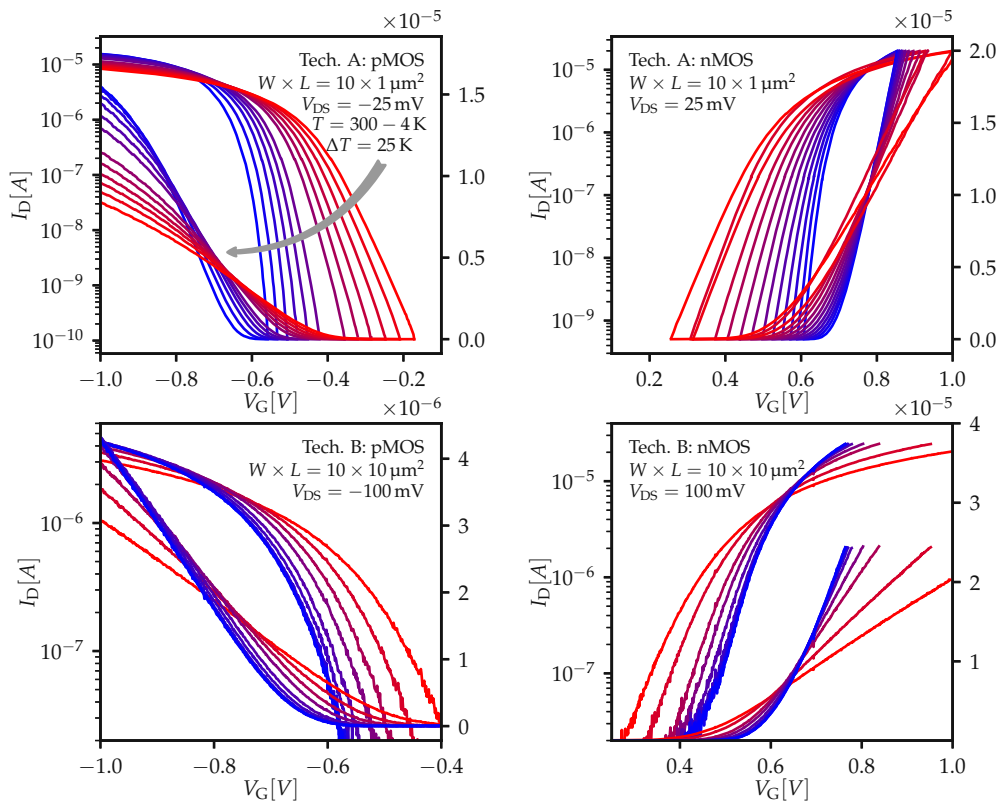 ×10⁻⁵
Tech. A: pMOS
W × L = 10 × 1 µm²
V_DS = −25 mV
T = 300 − 4 K
ΔT = 25 K
I_D[A]
10⁻⁵
10⁻⁶
10⁻⁷
10⁻⁸
10⁻⁹
10⁻¹⁰
1.5
1.0
0.5
0.0
−1.0 −0.8 −0.6 −0.4 −0.2
V_G[V]
×10⁻⁵
Tech. A: nMOS
W × L = 10 × 1 µm²
V_DS = 25 mV
I_D[A]
10⁻⁵
10⁻⁶
10⁻⁷
10⁻⁸
10⁻⁹
2.0
1.5
1.0
0.5
0.0
0.2 0.4 0.6 0.8 1.0
V_G[V]
×10⁻⁶
Tech. B: pMOS
W × L = 10 × 10 µm²
V_DS = −100 mV
I_D[A]
10⁻⁶
10⁻⁷
4
3
2
1
0
−1.0 −0.8 −0.6 −0.4
V_G[V]
×10⁻⁵
Tech. B: nMOS
W × L = 10 × 10 µm²
V_DS = 100 mV
I_D[A]
10⁻⁵
10⁻⁶
10⁻⁷
4
3
2
1
0.4 0.6 0.8 1.0
V_G[V]